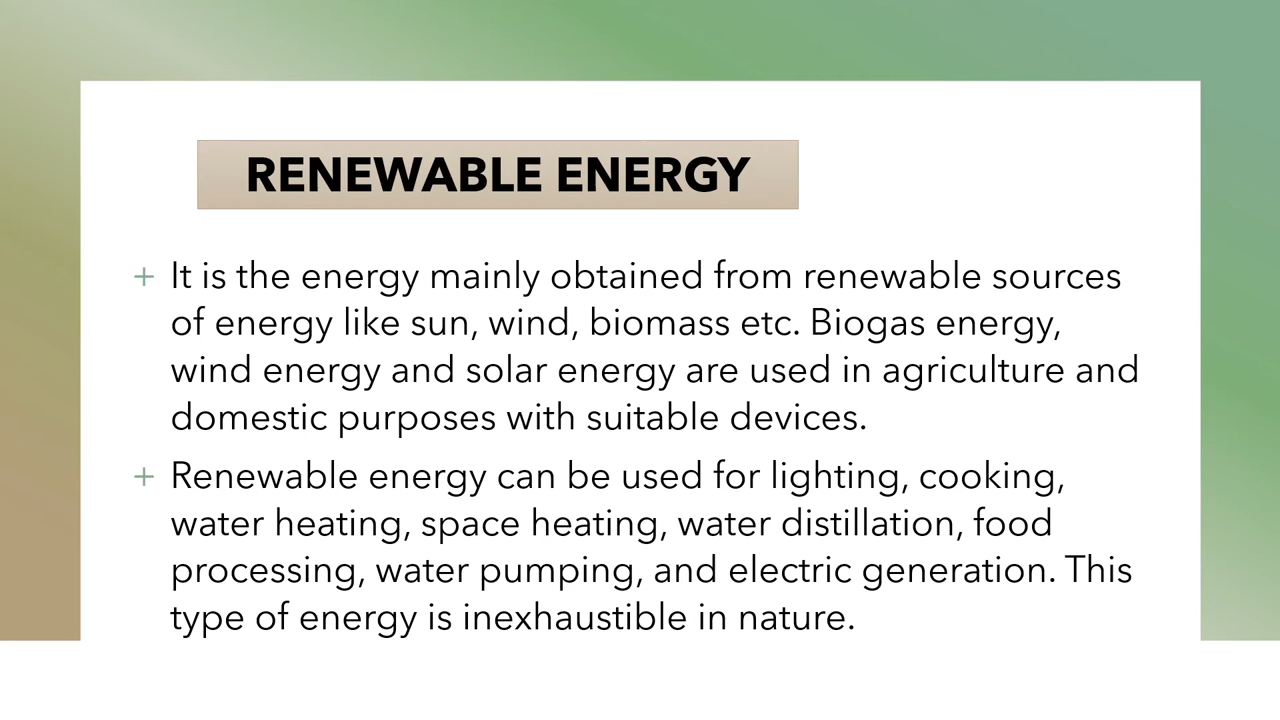 RENEWABLE ENERGY
+ It is the energy mainly obtained from renewable sources
of energy like sun, wind, biomass etc. Biogas energy,
wind energy and solar energy are used in agriculture and
domestic purposes with suitable devices.
+ Renewable energy can be used for lighting, cooking,
water heating, space heating, water distillation, food
processing, water pumping, and electric generation. This
type of energy is inexhaustible in nature.